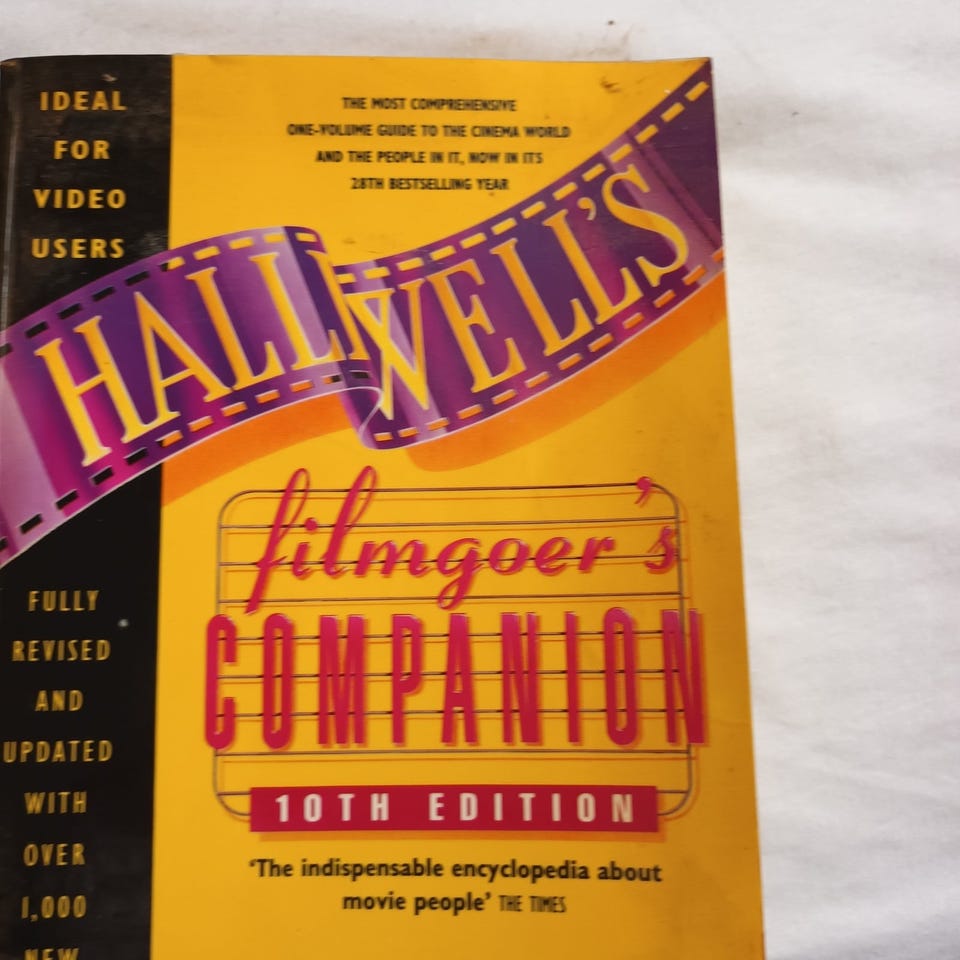 IDEAL
FOR
VIDEO
USERS
THE MOST COMPREHENSIVE
ONE-VOLUME GUIDE TO THE CINEMA WORLD
AND THE PEOPLE IN IT, NOW IN ITS
28TH BESTSELLING YEAR
HALLIWELL'S
filmgoer's
COMPANION
10TH EDITION
'The indispensable encyclopedia about
movie people' THE TIMES
FULLY
REVISED
AND
UPDATED
WITH
OVER
1,000
NEW